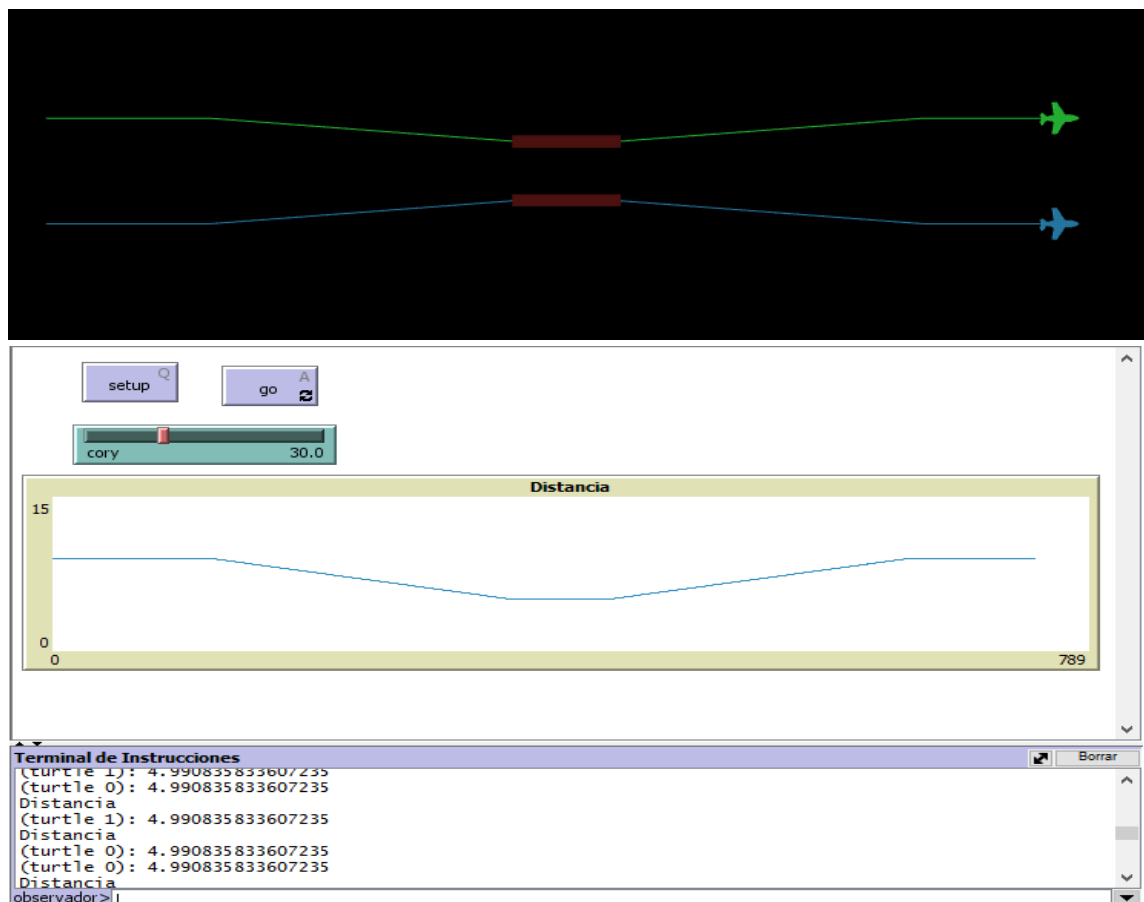 setup Q
go A
cory 30.0
Distancia
15
0
0 789
Terminal de Instrucciones Borrar
(turtle 1): 4.990835833607235
(turtle 0): 4.990835833607235
Distancia
(turtle 1): 4.990835833607235
Distancia
(turtle 0): 4.990835833607235
(turtle 0): 4.990835833607235
Distancia
observador>